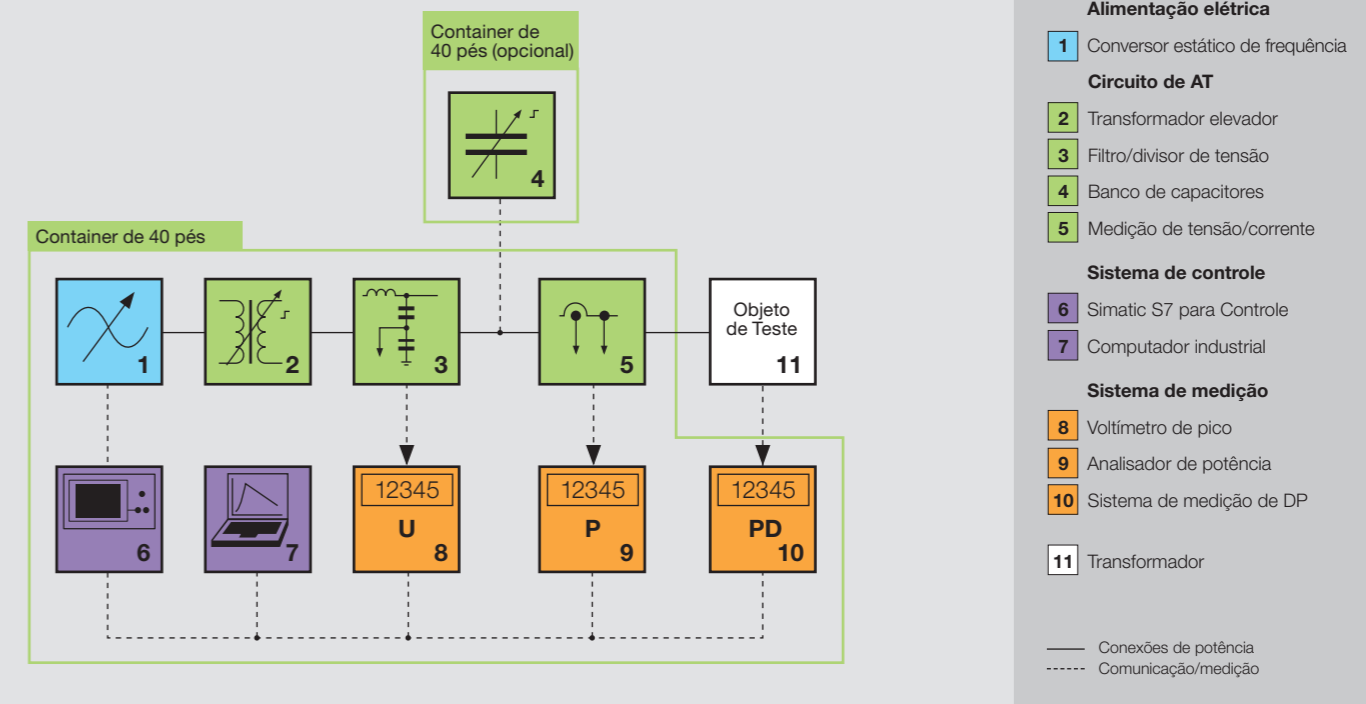 Container de
40 pés (opcional)
4
Container de 40 pés
1
2
3
5
Objeto
de Teste
11
6
7
12345
U
8
12345
P
9
12345
PD
10
Alimentação elétrica
1 Conversor estático de frequência
Circuito de AT
2 Transformador elevador
3 Filtro/divisor de tensão
4 Banco de capacitores
5 Medição de tensão/corrente
Sistema de controle
6 Simatic S7 para Controle
7 Computador industrial
Sistema de medição
8 Voltímetro de pico
9 Analisador de potência
10 Sistema de medição de DP
11 Transformador
Conexões de potência
Comunicação/medição